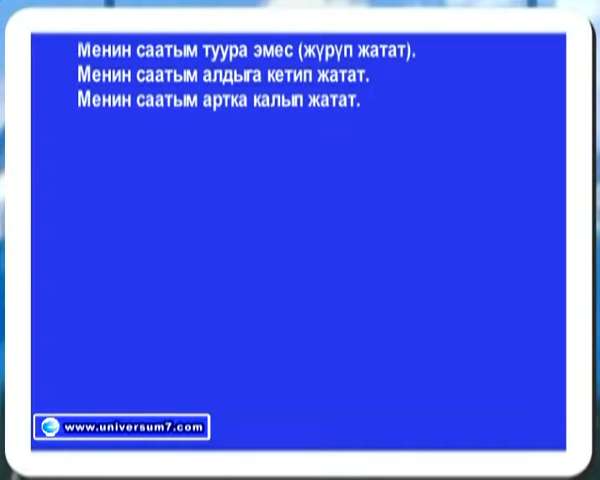 Менин саатым туура эмес (жүрүп жатат).
Менин саатым алдыга кетип жатат.
Менин саатым артка калып жатат.
www.universum7.com